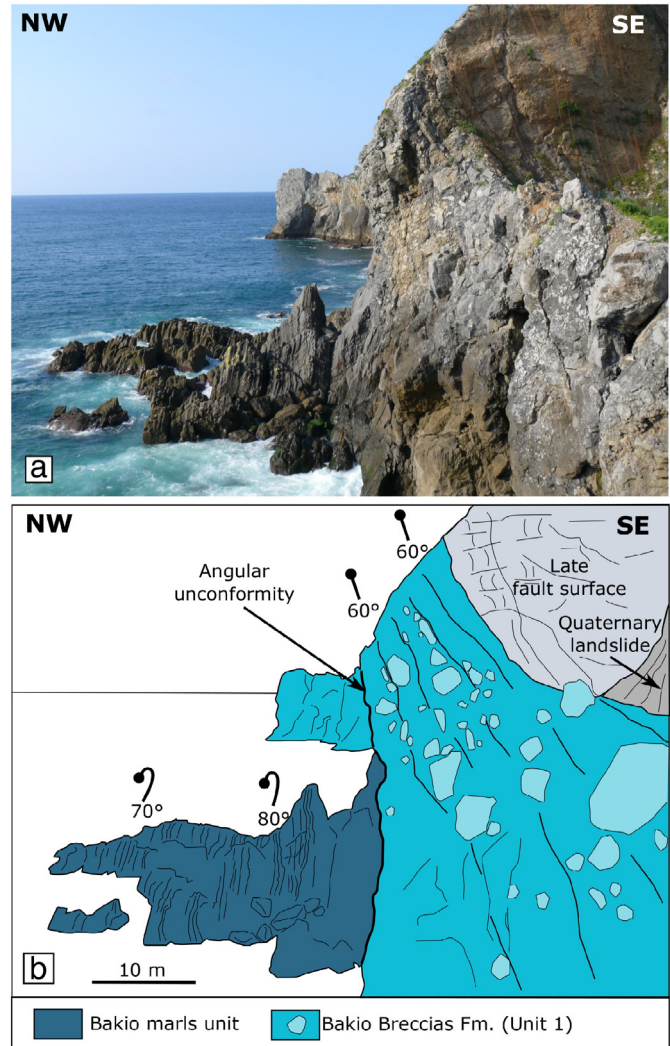 NW
SE
a
NW
SE
60°
Angular
unconformity
60°
Late
fault surface
Quaternary
landslide
70°
80°
b
10 m
Bakio marls unit
Bakio Breccias Fm. (Unit 1)